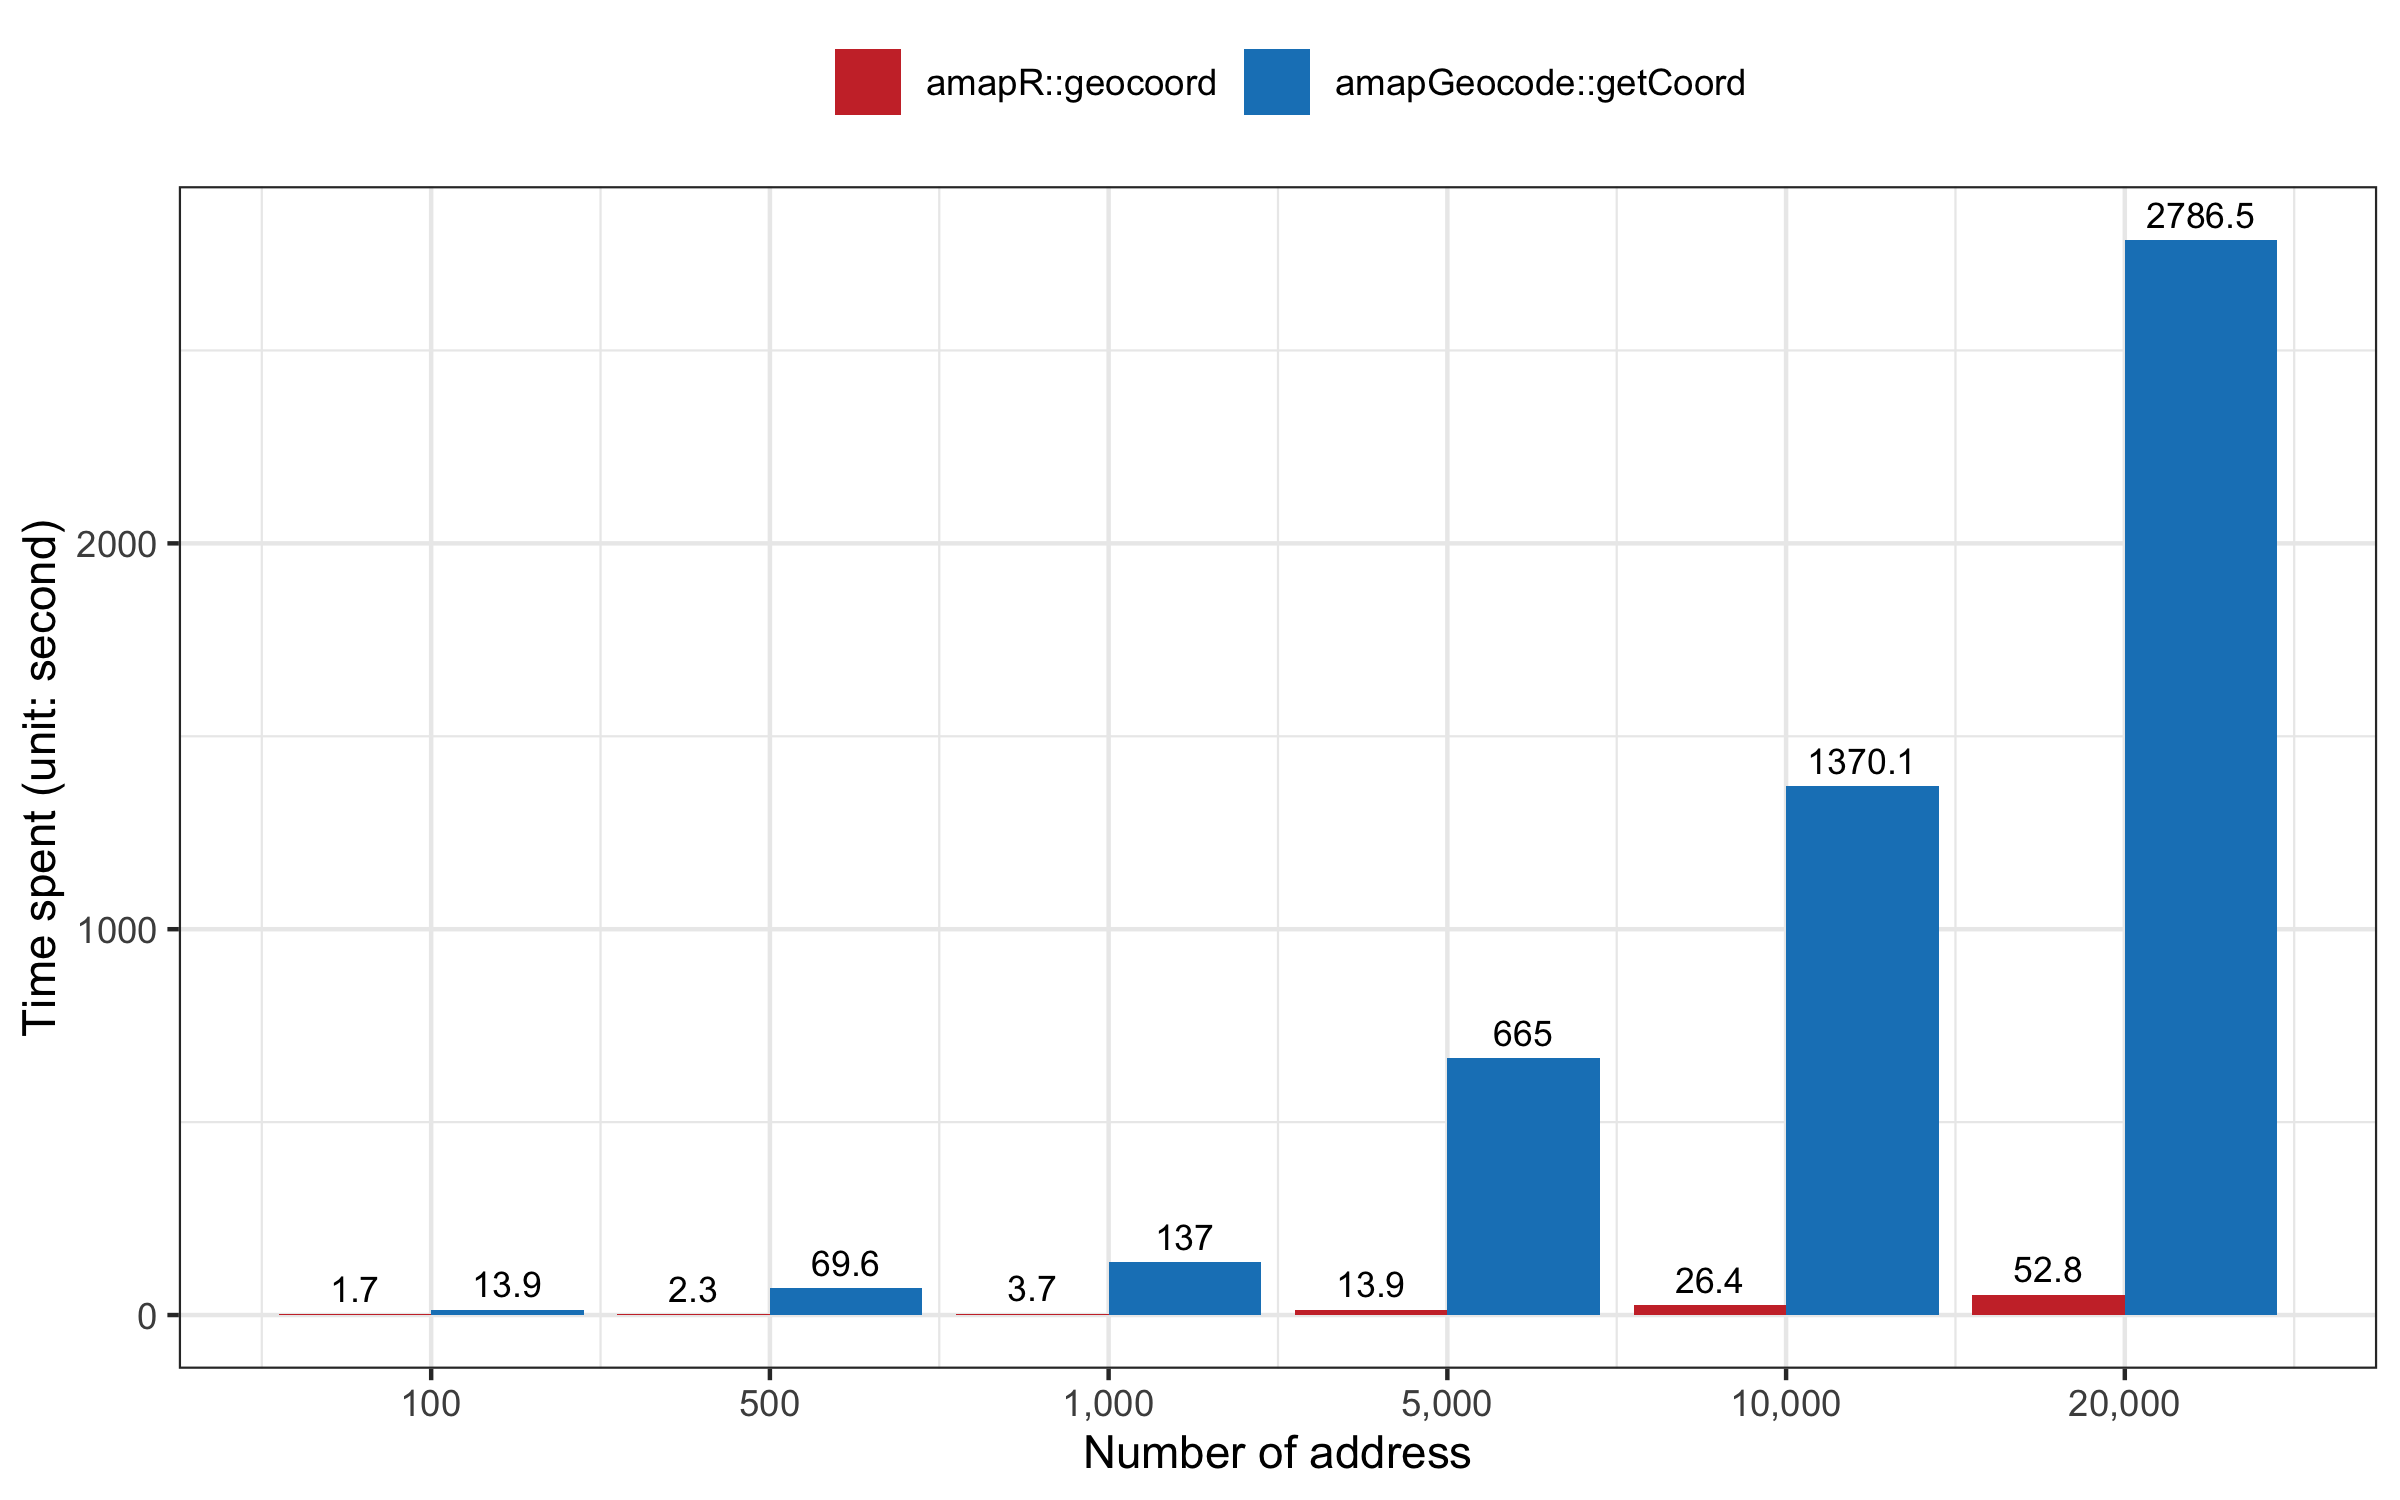 amapR::geocoord amapGeocode::getCoord
2786.5
2000
1370.1
1000
665
137
69.6
52.8
1.7 13.9 2.3 3.7 13.9 26.4
0
100 500 1,000 5,000 10,000 20,000
Number of address
Time spent (unit: second)